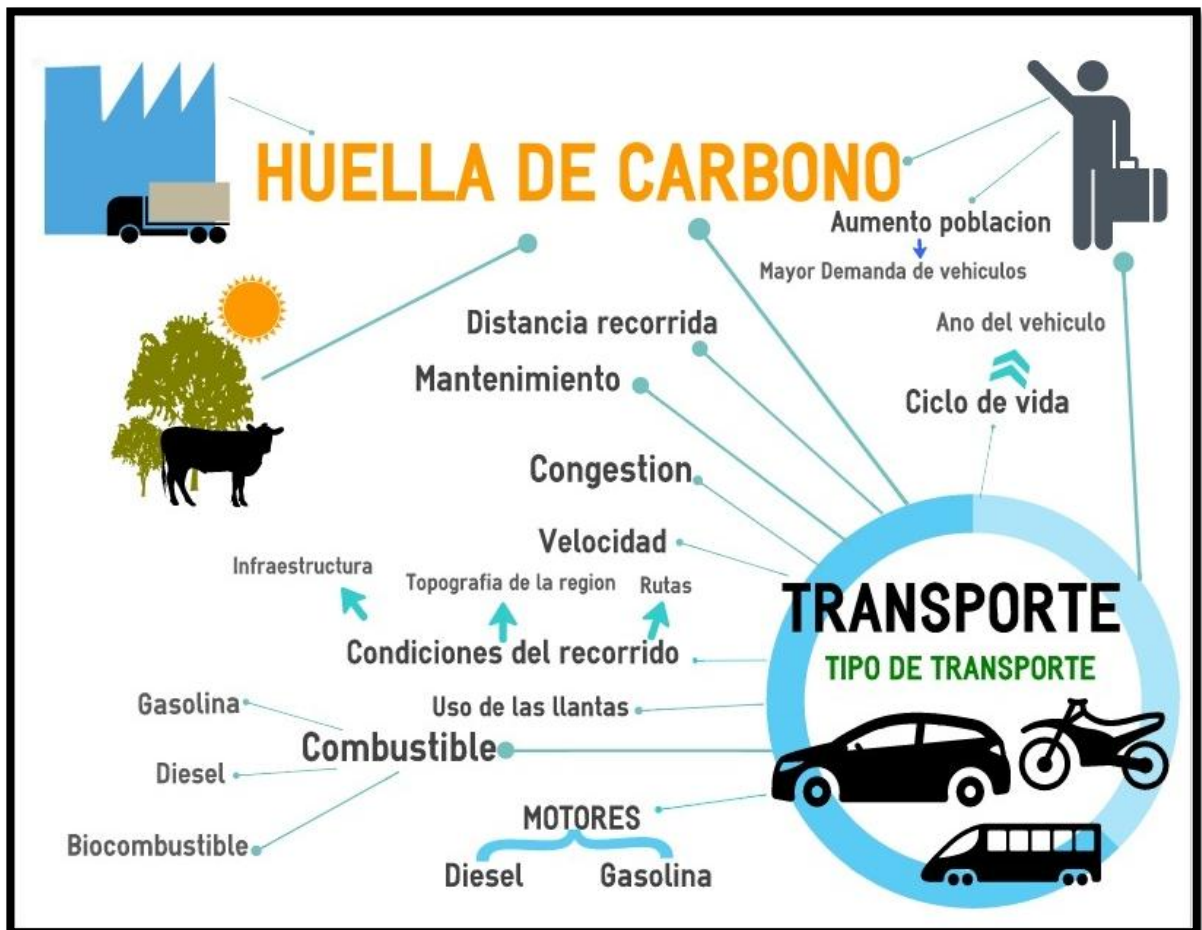 HUELLA DE CARBONO
Aumento poblacion
Mayor Demanda de vehiculos
Distancia recorrida
Ano del vehiculo
Mantenimiento
Ciclo de vida
Congestion
Velocidad
Infraestructura
Topografia de la region
Rutas
Condiciones del recorrido
TRANSPORTE
TIPO DE TRANSPORTE
Uso de las llantas
Gasolina
Combustible
Diesel
Biocombustible
MOTORES
Diesel
Gasolina